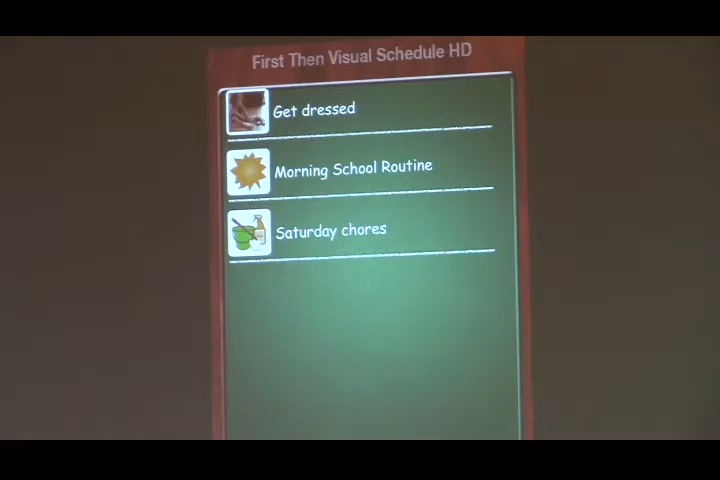 First Then Visual Schedule HD
Get dressed
Morning School Routine
Saturday chores